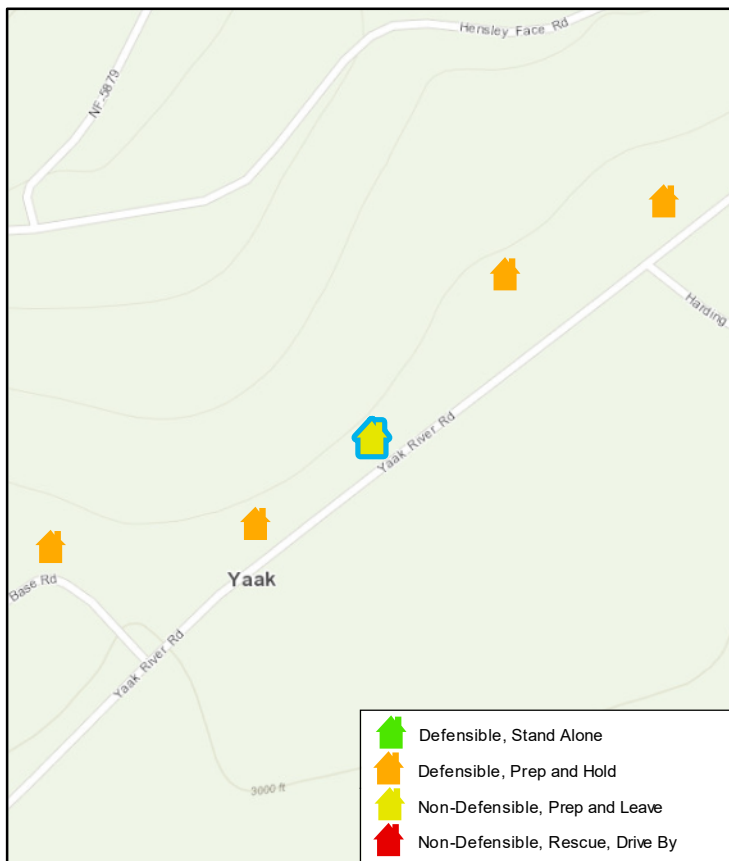 Hensley Face Rd
NF-5879
Harding
Yaak River Rd
Base Rd
Yaak
Yaak River Rd
3000 ft
Defensible, Stand Alone
Defensible, Prep and Hold
Non-Defensible, Prep and Leave
Non-Defensible, Rescue, Drive By